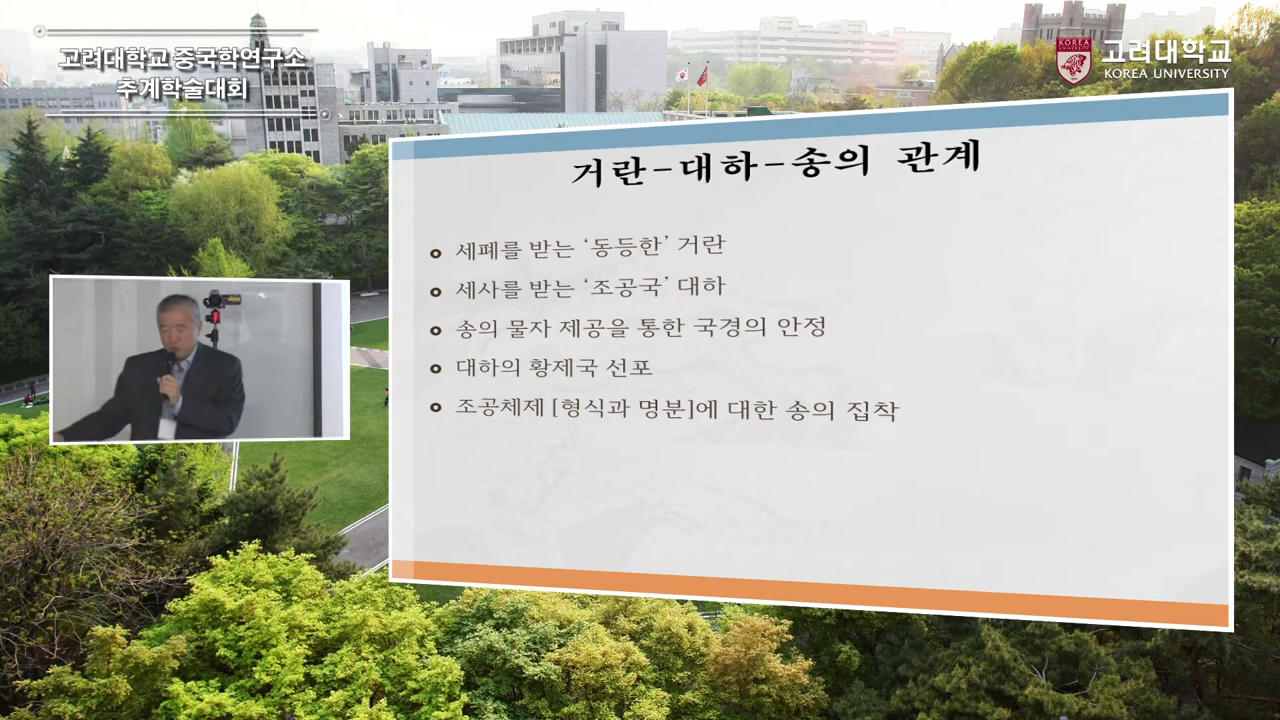 고려대학교 중국학연구소
추계학술대회
KOREA
UNIVERSITY
고려대학교
KOREA UNIVERSITY
거란-대하-송의 관계
세폐를 받는 ‘동등한’ 거란
세사를 받는 ‘조공국’ 대하
송의 물자 제공을 통한 국경의 안정
대하의 황제국 선포
조공체제 [형식과 명분]에 대한 송의 집착